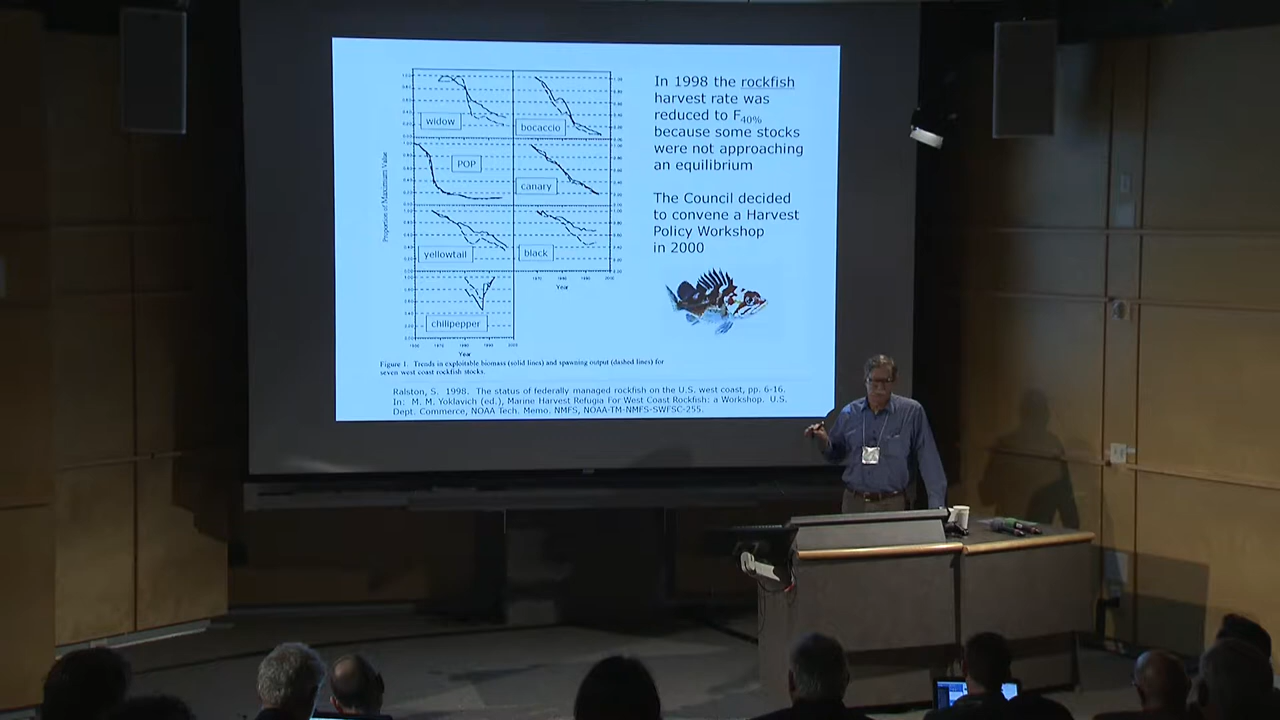 In 1998 the rockfish
harvest rate was
reduced to F40%
because some stocks
were not approaching
an equilibrium
The Council decided
to convene a Harvest
Policy Workshop
in 2000
widow
bocaccio
POP
canary
yellowtail
black
chilipepper
Proportion of Maximum Value
Year
Year
Figure 1. Trends in exploitable biomass (solid lines) and spawning output (dashed lines) for
seven west coast rockfish stocks.
Ralston, S. 1998. The status of federally managed rockfish on the U.S. west coast, pp. 6-16.
In: M. M. Yoklavich (ed.), Marine Harvest Refugia For West Coast Rockfish: a Workshop. U.S.
Dept. Commerce, NOAA Tech. Memo. NMFS, NOAA-TM-NMFS-SWFSC-255.